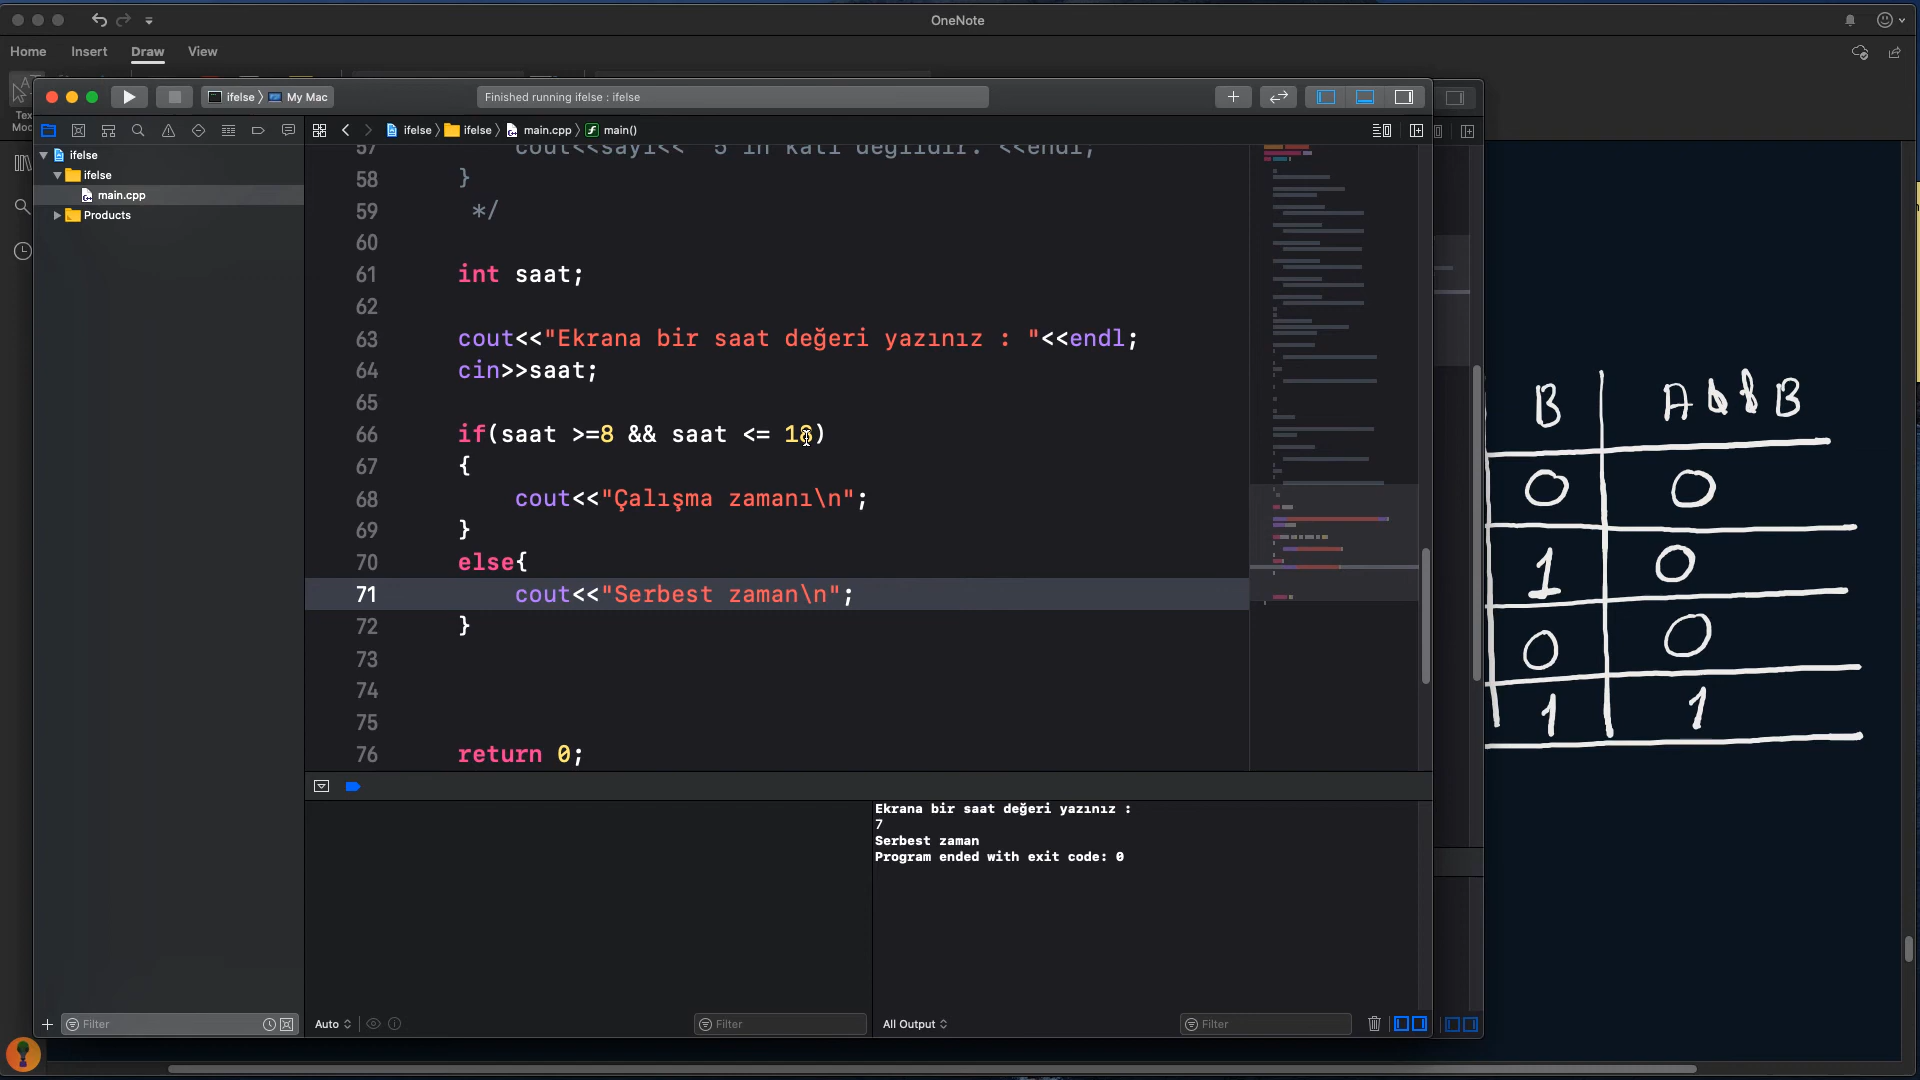 OneNote
Home Insert Draw View
Tex
Mod
ifelse My Mac
Finished running ifelse : ifelse
ifelse ifelse main.cpp main()
ifelse
ifelse
main.cpp
Products
57 cout<<sayi<< 5 in katı değildir. <<endl;
58 }
59 */
60
61 int saat;
62
63 cout<<"Ekrana bir saat değeri yazınız : "<<endl;
64 cin>>saat;
65
66 if(saat >=8 && saat <= 18)
67 {
68 cout<<"Çalışma zamanı\n";
69 }
70 else{
71 cout<<"Serbest zaman\n";
72 }
73
74
75
76 return 0;
B A&&B
0 0
1 0
0 0
1 1
Ekrana bir saat değeri yazınız :
7
Serbest zaman
Program ended with exit code: 0
Filter
Auto
Filter
All Output
Filter